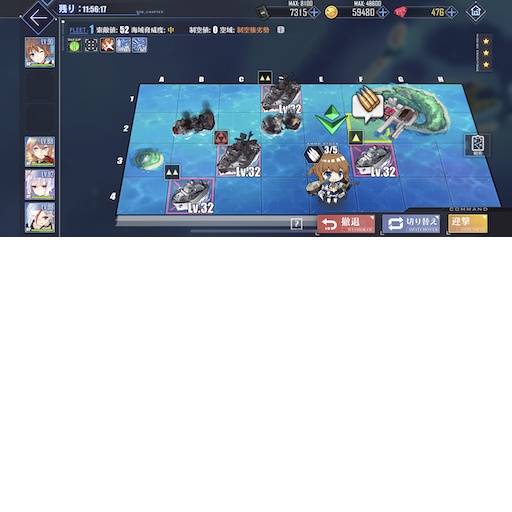 残り：11:56:17
MAX: 8100
7315
59480
MAX: 48600
476
FLEET 1 索敵値: 52 海域脅威度: 中
制空値: 0 空域: 制空権劣勢
A B C E F G H
1
2
3
4
Lv.32
Lv.32
Lv.32
Lv.32
3/5
?
撤退
WITHDRAW
切り替え
SWITCHOVER
迎撃
COMMAND